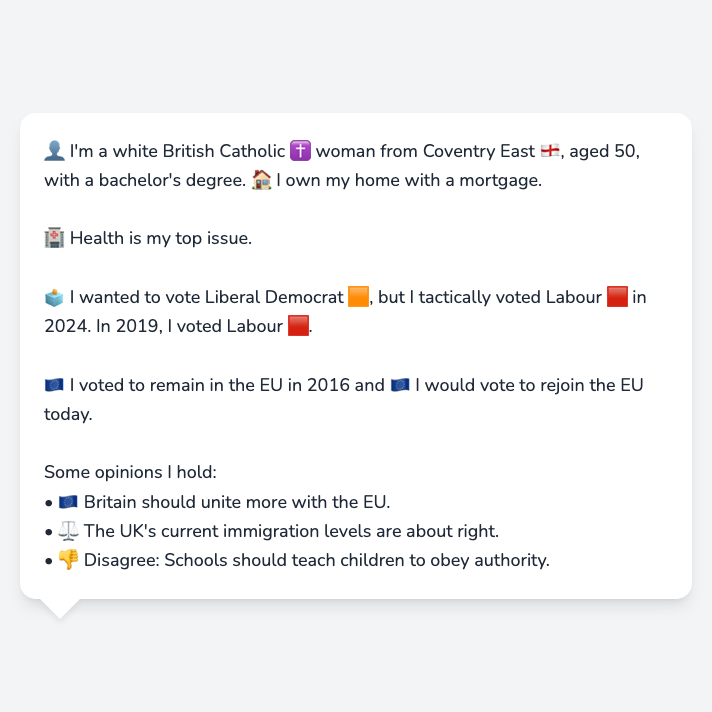 👤 I'm a white British Catholic ✝️ woman from Coventry East 🏴󠁧󠁢󠁥󠁮󠁧󠁿, aged 50,
with a bachelor's degree. 🏠 I own my home with a mortgage.
🏥 Health is my top issue.
🗳️ I wanted to vote Liberal Democrat 🟧, but I tactically voted Labour 🟥 in
2024. In 2019, I voted Labour 🟥.
🇪🇺 I voted to remain in the EU in 2016 and 🇪🇺 I would vote to rejoin the EU
today.
Some opinions I hold:
• 🇪🇺 Britain should unite more with the EU.
• ⚖️ The UK's current immigration levels are about right.
• 👎 Disagree: Schools should teach children to obey authority.